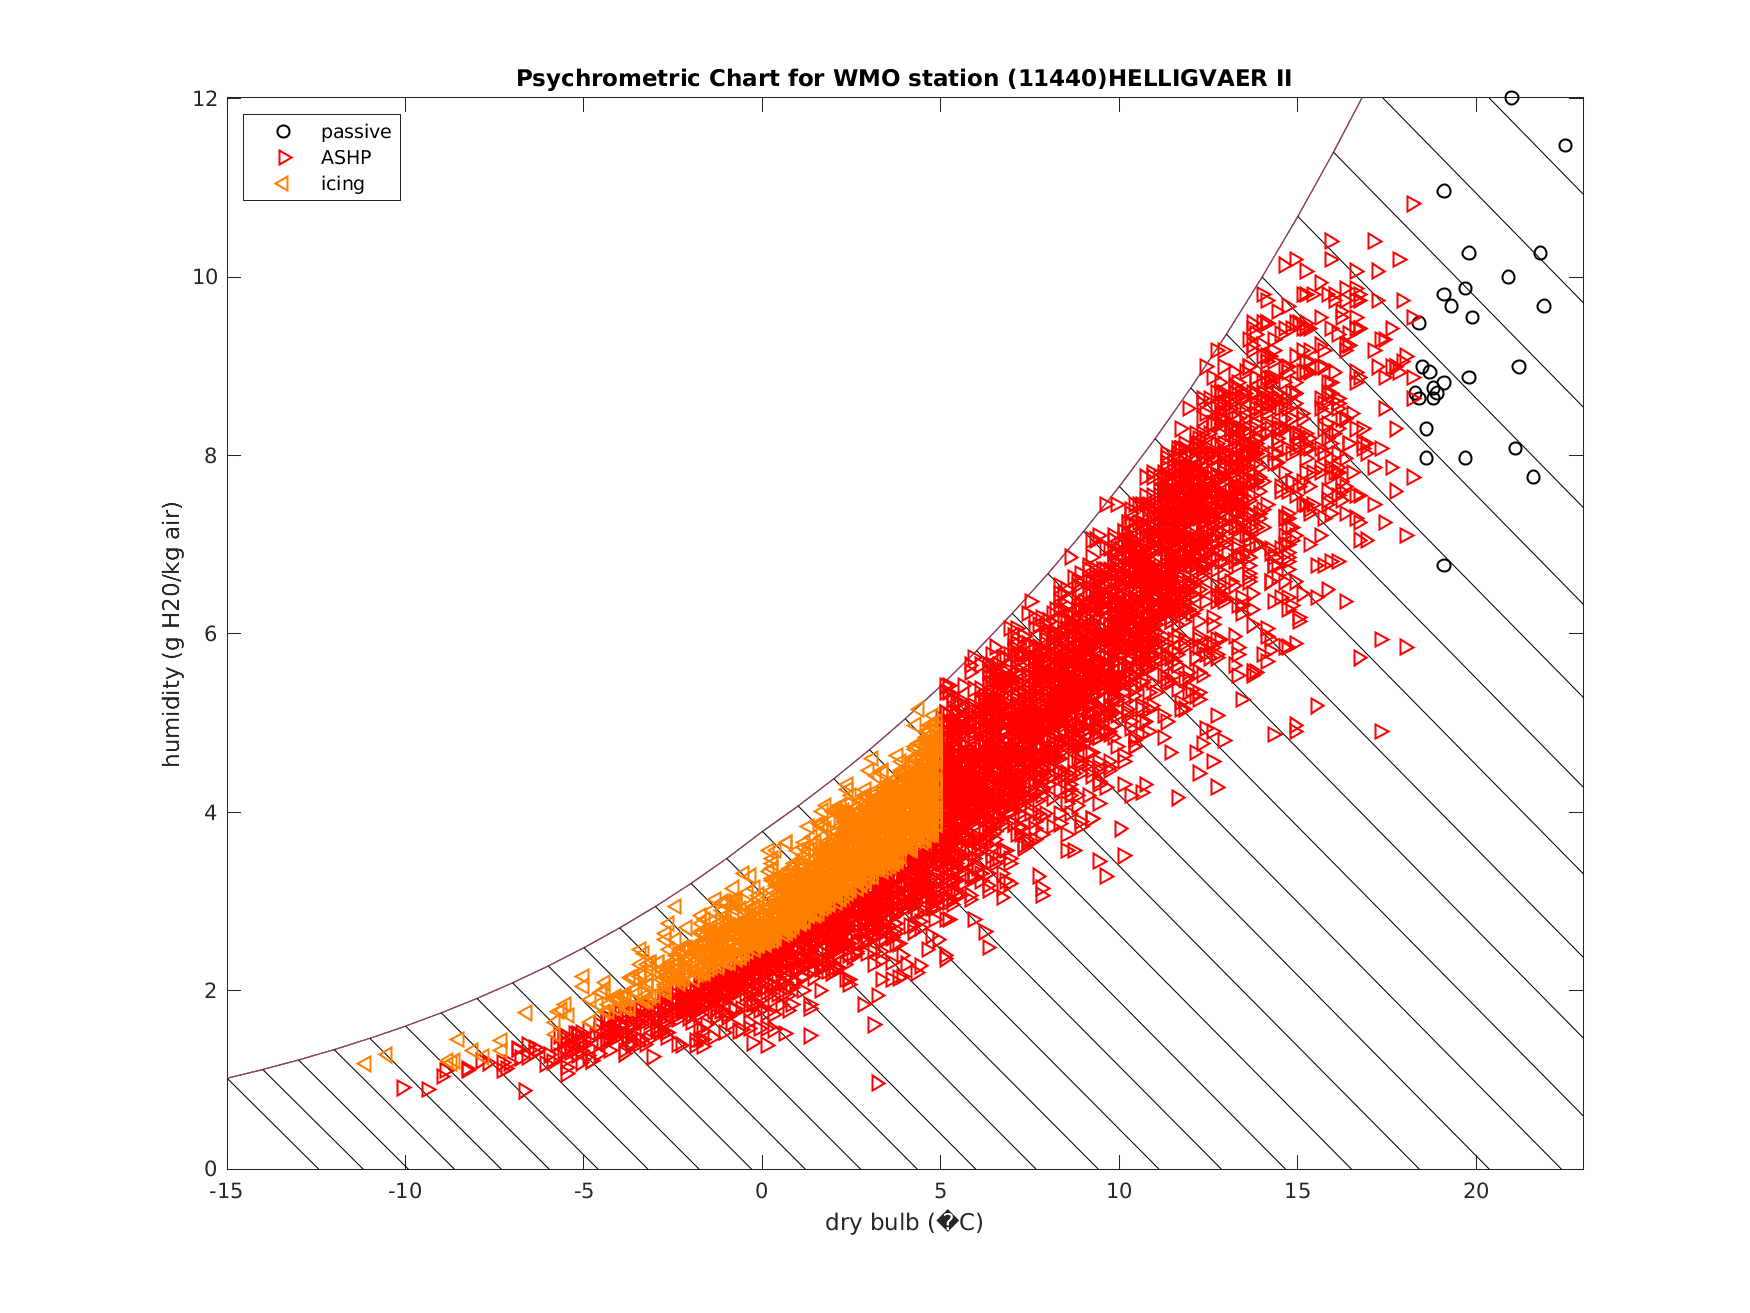 Psychrometric Chart for WMO station (11440)HELLIGVAER II
passive
ASHP
icing
12
10
8
6
4
2
0
humidity (g H20/kg air)
-15 -10 -5 0 5 10 15 20
dry bulb (�C)